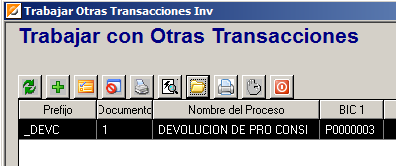 Trabajar Otras Transacciones Inv
Trabajar con Otras Transacciones
Prefijo Documento Nombre del Proceso BIC 1
_DEVC 1 DEVOLUCION DE PRO CONSI P0000003